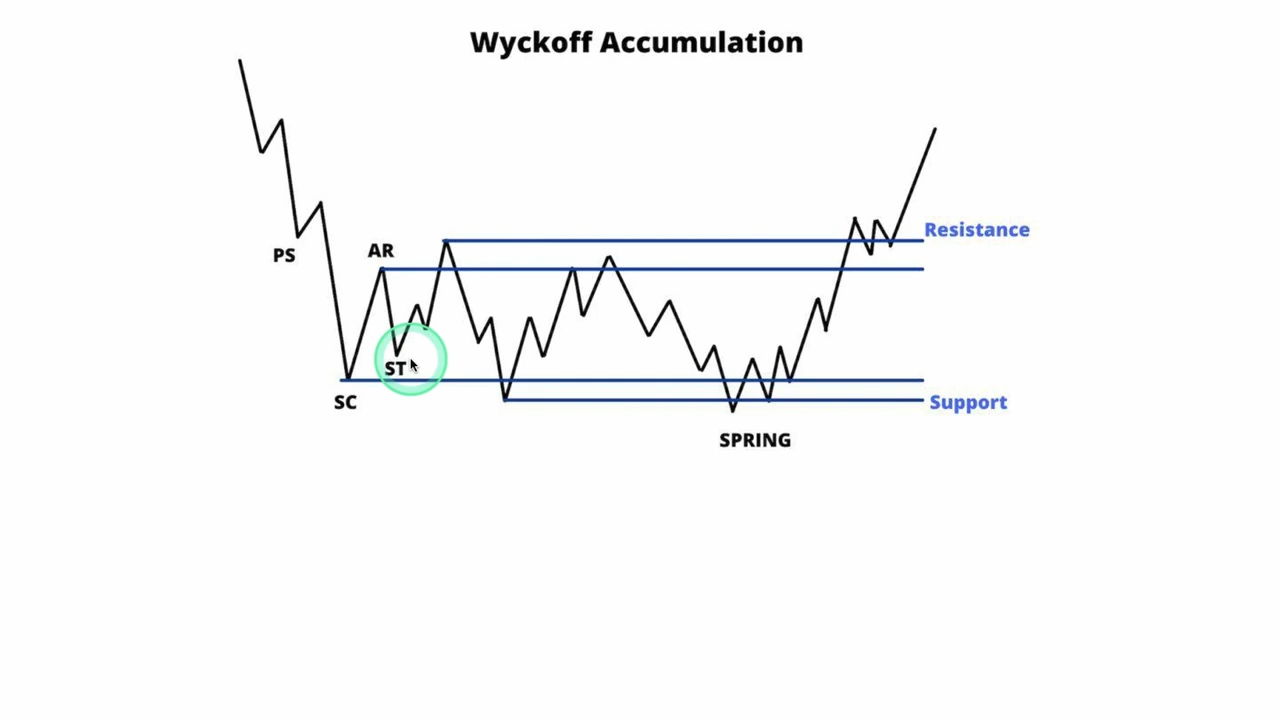 Wyckoff Accumulation
Resistance
AR
PS
ST
SC
Support
SPRING